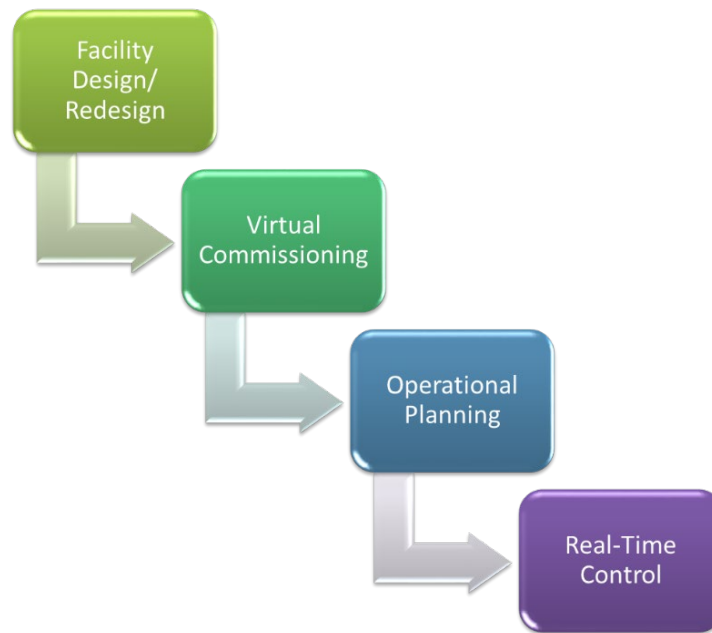 Facility
Design/
Redesign
Virtual
Commissioning
Operational
Planning
Real-Time
Control